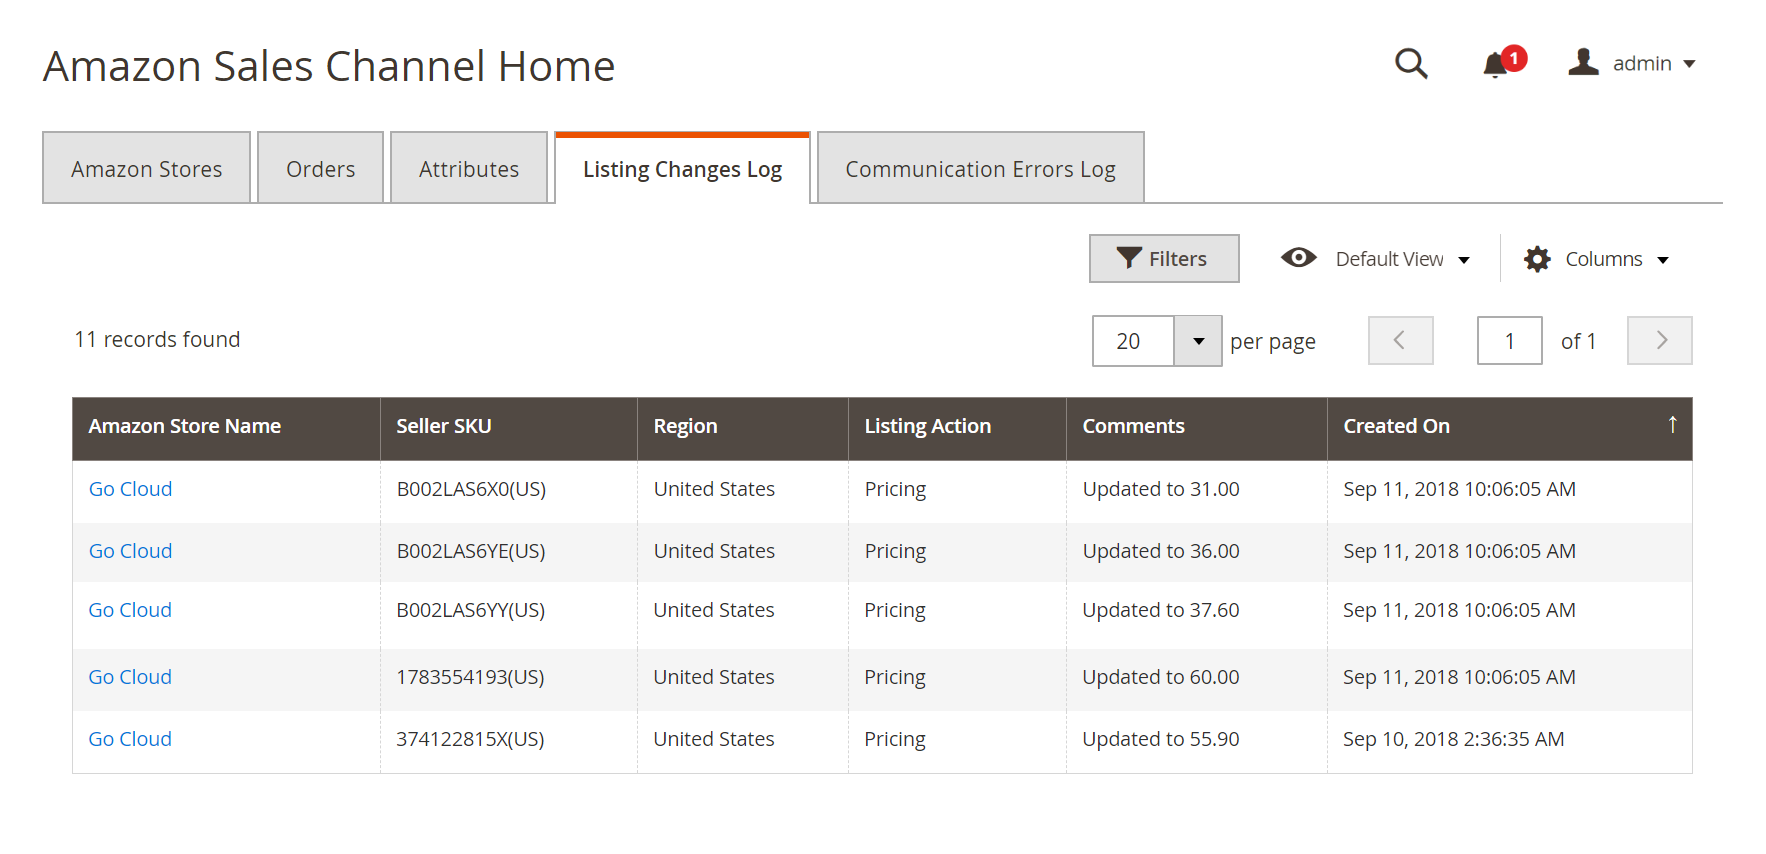 Amazon Sales Channel Home
1
admin
Amazon Stores
Orders
Attributes
Listing Changes Log
Communication Errors Log
Filters
Default View
Columns
11 records found
20
per page
1
of 1
Amazon Store Name Seller SKU Region Listing Action Comments Created On ↑
Go Cloud B002LAS6X0(US) United States Pricing Updated to 31.00 Sep 11, 2018 10:06:05 AM
Go Cloud B002LAS6YE(US) United States Pricing Updated to 36.00 Sep 11, 2018 10:06:05 AM
Go Cloud B002LAS6YY(US) United States Pricing Updated to 37.60 Sep 11, 2018 10:06:05 AM
Go Cloud 1783554193(US) United States Pricing Updated to 60.00 Sep 11, 2018 10:06:05 AM
Go Cloud 374122815X(US) United States Pricing Updated to 55.90 Sep 10, 2018 2:36:35 AM